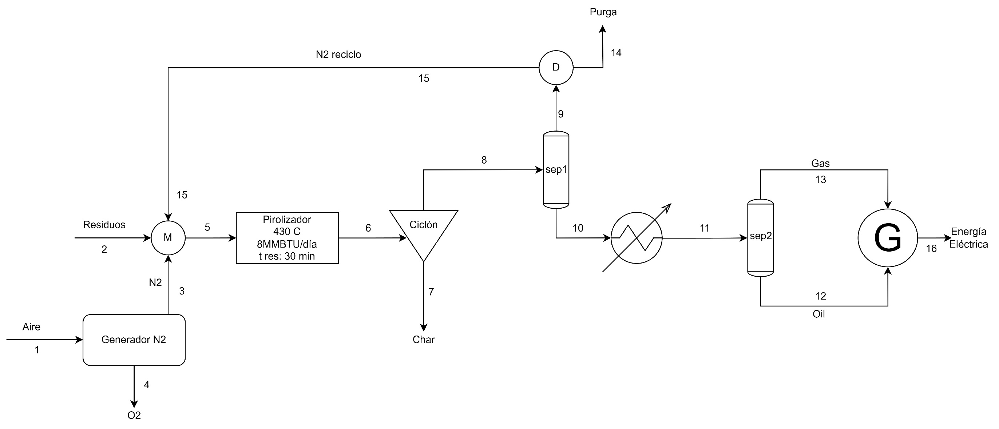 Purga
14
N2 reciclo
D
15
9
8
sep1
Gas
13
15
Residuos
2
M
5
Pirolizador
430 C
8MMBTU/día
t res: 30 min
6
Ciclón
10
11
sep2
G
Energía
Eléctrica
16
N2
3
7
12
Oil
Aire
1
Generador N2
Char
4
O2